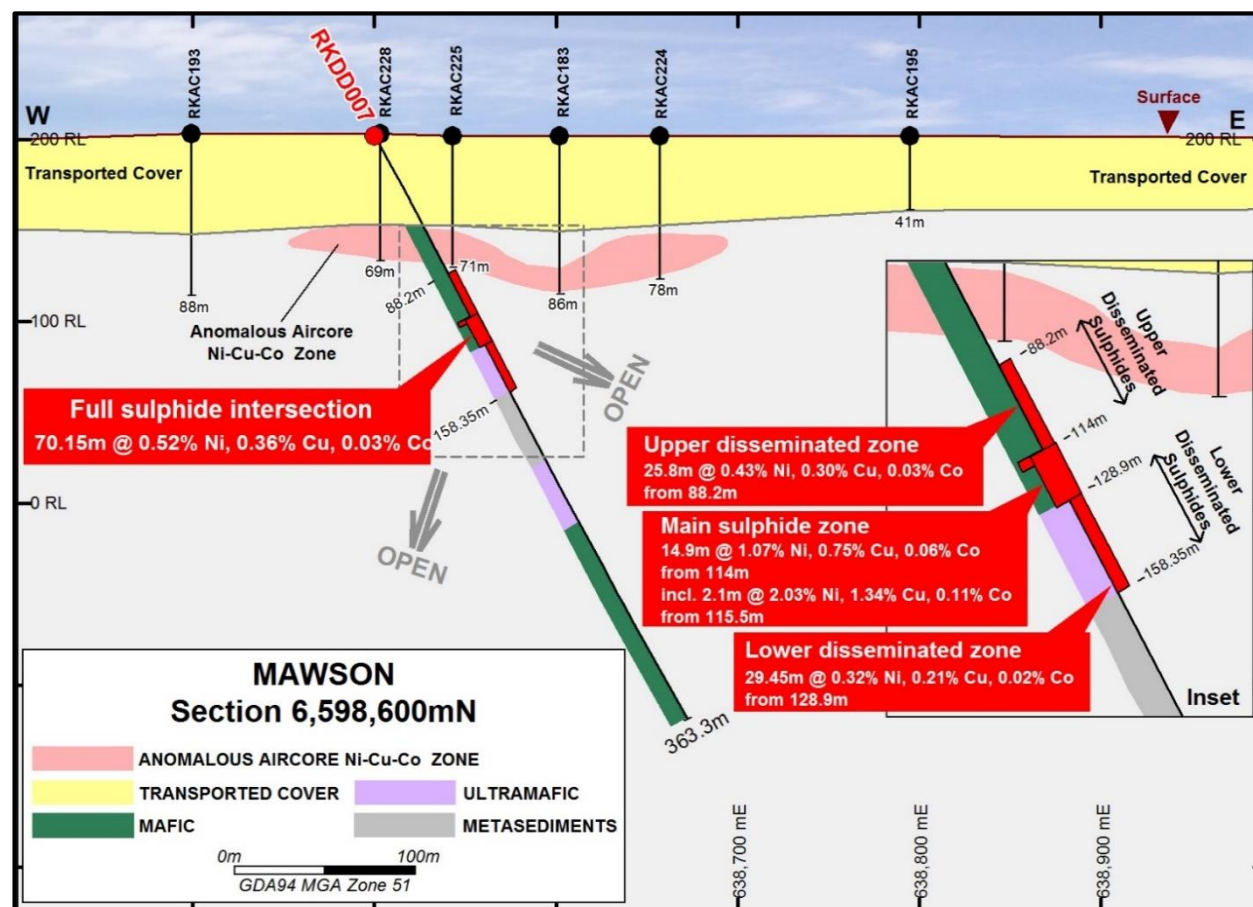 RKAC193
RKDD007
RKAC228
RKAC225
RKAC183
RKAC224
RKAC195
Surface
W
E
200 RL
200 RL
Transported Cover
Transported Cover
41m
69m
71m
88m
86m
78m
88.2m
Anomalous Aircore
Ni-Cu-Co Zone
100 RL
OPEN
Full sulphide intersection
70.15m @ 0.52% Ni, 0.36% Cu, 0.03% Co
158.35m
0 RL
OPEN
363.3m
Upper
Disseminated
Sulphides
88.2m
114m
128.9m
Lower
Disseminated
Sulphides
158.35m
Upper disseminated zone
25.8m @ 0.43% Ni, 0.30% Cu, 0.03% Co
from 88.2m
Main sulphide zone
14.9m @ 1.07% Ni, 0.75% Cu, 0.06% Co
from 114m
incl. 2.1m @ 2.03% Ni, 1.34% Cu, 0.11% Co
from 115.5m
Lower disseminated zone
29.45m @ 0.32% Ni, 0.21% Cu, 0.02% Co
from 128.9m
Inset
MAWSON
Section 6,598,600mN
ANOMALOUS AIRCORE Ni-Cu-Co ZONE
TRANSPORTED COVER
ULTRAMAFIC
MAFIC
METASEDIMENTS
0m
100m
GDA94 MGA Zone 51
638,700 mE
638,800 mE
638,900 mE